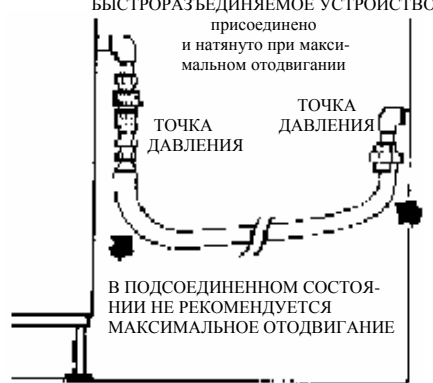 БЫСТРОРАЗЪЕДИНЯЕМОЕ УСТРОЙСТВО
присоединено
и натянуто при макси-
мальном отодвигании
ТОЧКА
ДАВЛЕНИЯ
ТОЧКА
ДАВЛЕНИЯ
В ПОДСОЕДИНЕННОМ СОСТОЯ-
НИИ НЕ РЕКОМЕНДУЕТСЯ
МАКСИМАЛЬНОЕ ОТОДВИГАНИЕ